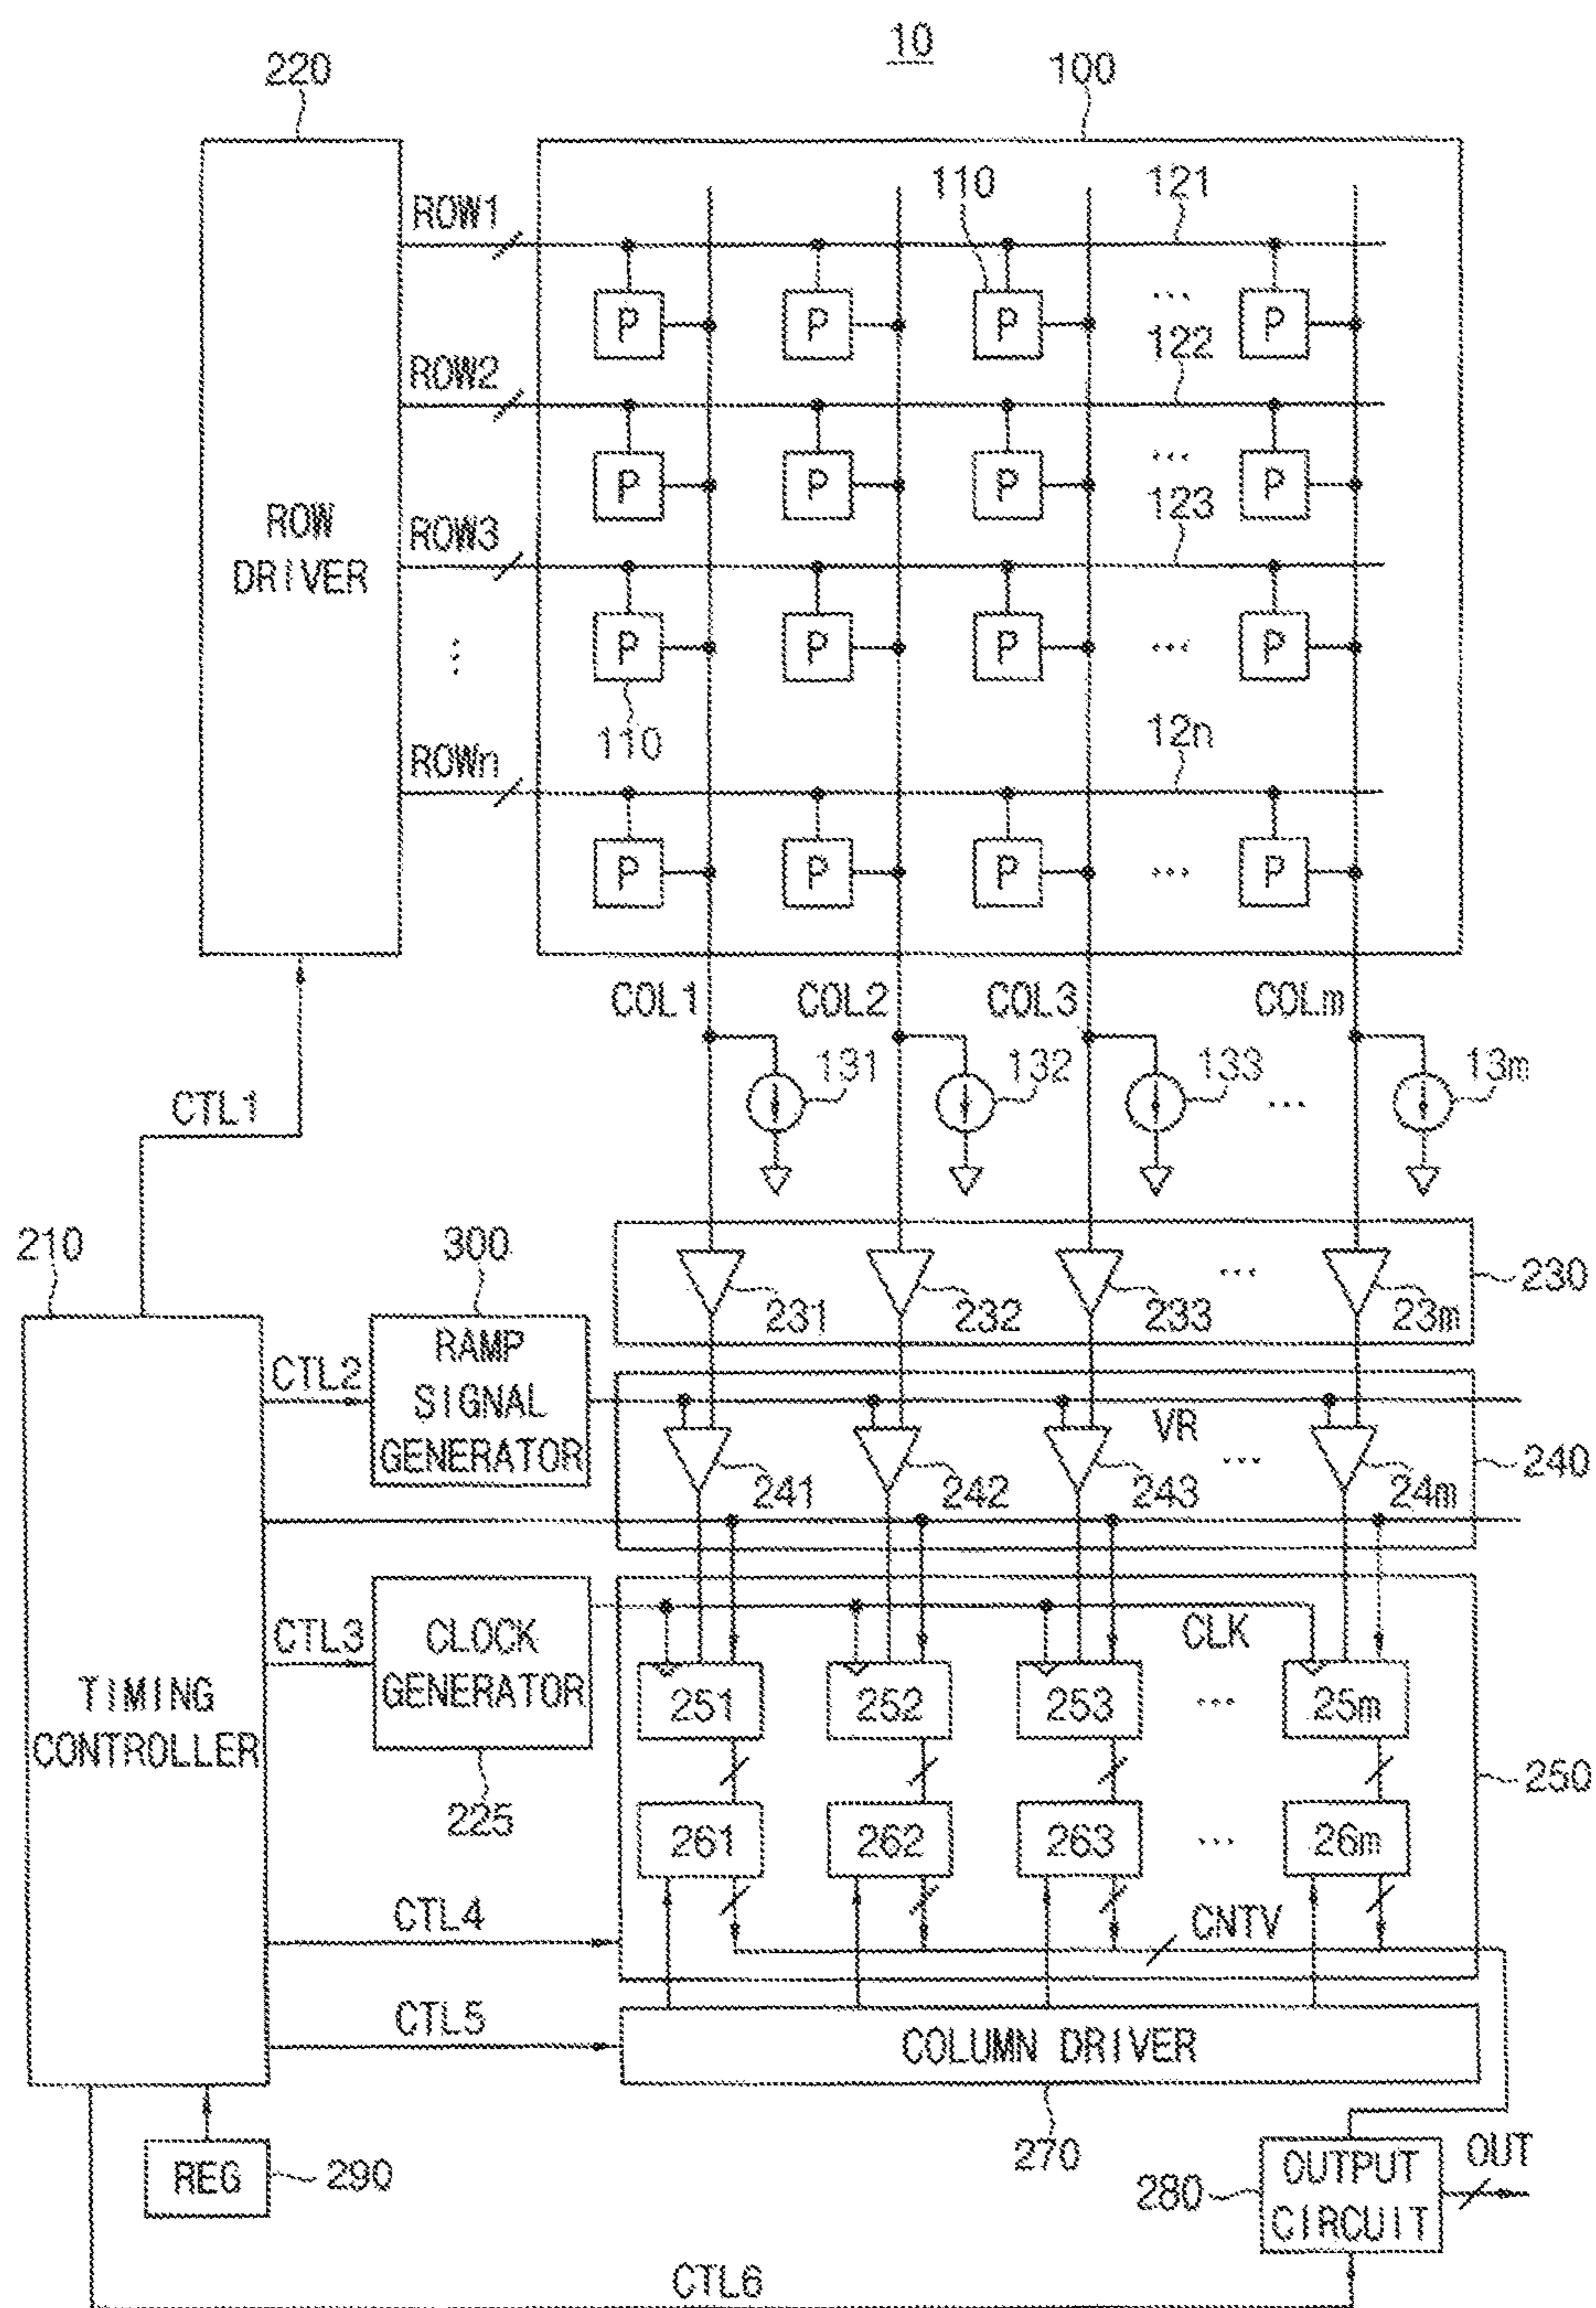 10
220
100
110
121
ROW1
P P P ... P
122
ROW2
P P P ... P
123
ROW3
ROW
DRIVER
P P P ... P
110
12n
ROWn
P P P ... P
COL1 COL2 COL3 COLm
131 132 133 ... 13m
CTL1
210
300
230
231 232 233 ... 23m
RAMP
SIGNAL
GENERATOR
CTL2
VR
240
241 242 243 ... 24m
CLOCK
GENERATOR
CTL3
CLK
TIMING
CONTROLLER
251 252 253 ... 25m
250
225
261 262 263 ... 26m
CTL4
CNTV
CTL5
COLUMN DRIVER
270
REG
290
280
OUTPUT
CIRCUIT
OUT
CTL6